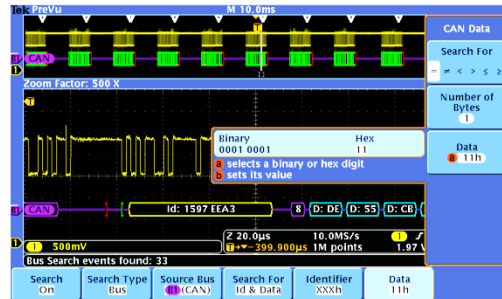 Tek PreVu M 10.0ms
CAN Data
B1 CAN
1
Search For
= ≠ < > ≤ ≥
Zoom Factor: 500 X
Number of
Bytes
1
Binary Hex
0001 0001 11
a selects a binary or hex digit
b sets its value
Data
a 11h
B1 CAN Id: 1597 EEA3 8 D: DE D: 55 D: CB
1 500mV
Z 20.0µs 10.0MS/s 1
T→▼-399.900µs 1M points 1.97 V
Bus Search events found: 33
Search
On
Search Type
Bus
Source Bus
B1 (CAN)
Search For
Id & Data
Identifier
XXXh
Data
11h